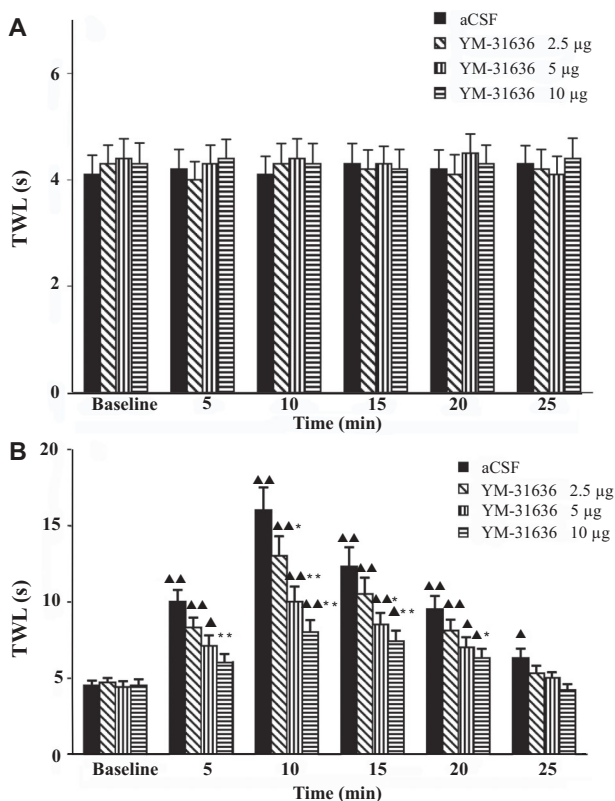 A
aCSF
YM-31636 2.5 µg
YM-31636 5 µg
YM-31636 10 µg
6
4
2
0
TWL (s)
Baseline 5 10 15 20 25
Time (min)
B
aCSF
YM-31636 2.5 µg
YM-31636 5 µg
YM-31636 10 µg
20
15
10
5
0
TWL (s)
▲▲
▲▲*
▲▲**
▲▲**
▲▲
▲▲
▲▲*
▲**
▲▲
▲▲
▲
**
▲▲
▲▲
▲
▲*
▲
Baseline 5 10 15 20 25
Time (min)